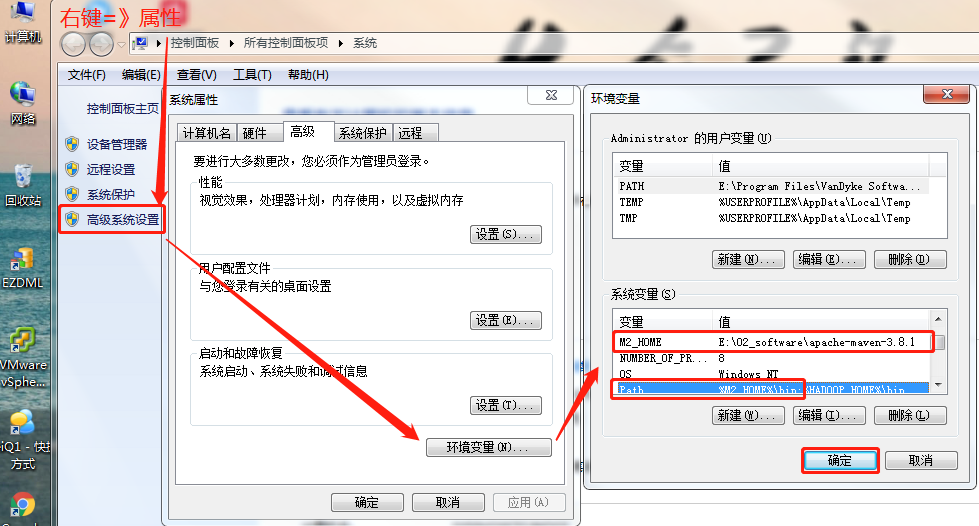 右键=》属性
计算机
网络
回收站
EZDML
VMware
vSphe...
iQ1 - 快捷
方式
控制面板 所有控制面板项 系统
文件(F) 编辑(E) 查看(V) 工具(T) 帮助(H)
控制面板主页
设备管理器
远程设置
系统保护
高级系统设置
系统属性
计算机名 硬件 高级 系统保护 远程
要进行大多数更改，您必须作为管理员登录。
性能
视觉效果，处理器计划，内存使用，以及虚拟内存
设置(S)...
用户配置文件
与您登录有关的桌面设置
设置(E)...
启动和故障恢复
系统启动、系统失败和调试信息
设置(T)...
环境变量(N)...
确定 取消 应用(A)
环境变量
Administrator 的用户变量(U)
变量 值
PATH E:\Program Files\VanDyke Softwa...
TEMP %USERPROFILE%\AppData\Local\Temp
TMP %USERPROFILE%\AppData\Local\Temp
新建(N)... 编辑(E)... 删除(D)
系统变量(S)
变量 值
M2_HOME E:\02_software\apache-maven-3.8.1
NUMBER_OF_PR... 8
OS Windows_NT
Path %M2_HOME%\bin;%HADOOP_HOME%\bin
新建(W)... 编辑(I)... 删除(L)
确定 取消